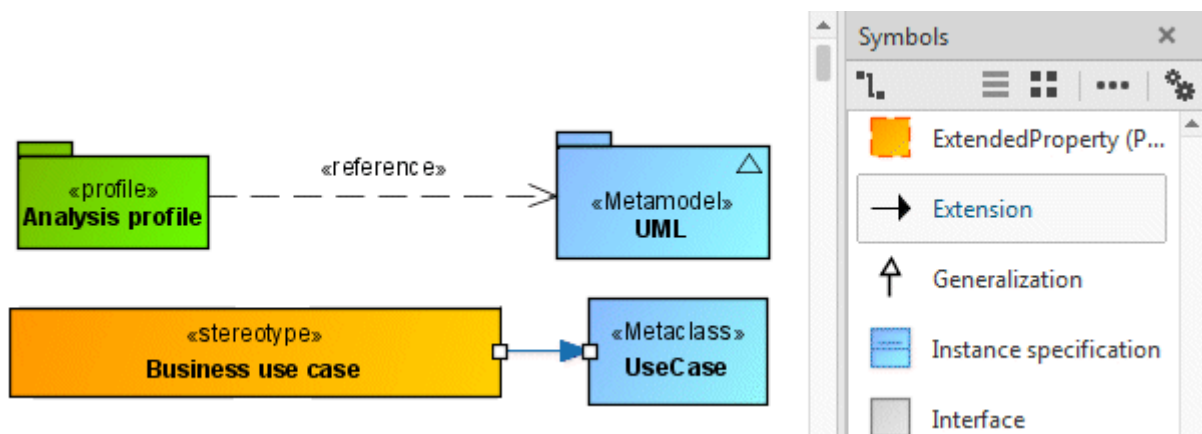 «profile»
Analysis profile
«reference»
«Metamodel»
UML
«stereotype»
Business use case
«Metaclass»
UseCase
Symbols
ExtendedProperty (P...
Extension
Generalization
Instance specification
Interface